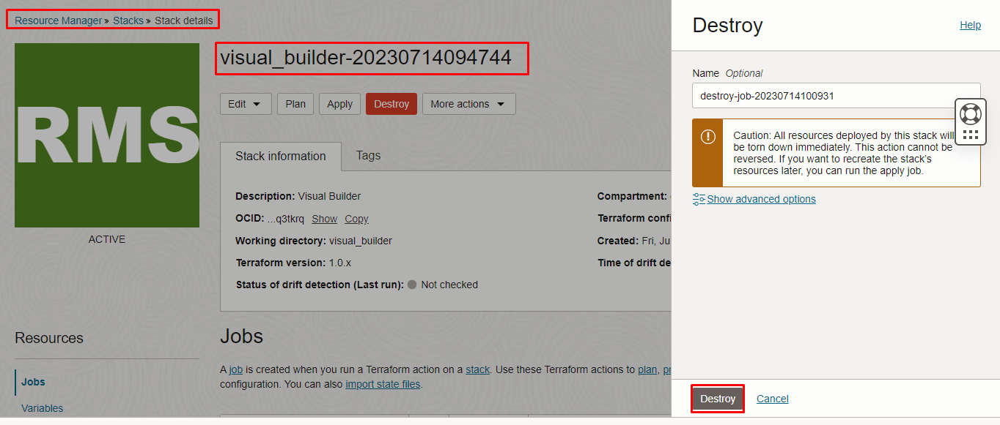 Resource Manager » Stacks » Stack details
RMS
ACTIVE
visual_builder-20230714094744
Edit Plan Apply Destroy More actions
Stack information Tags
Description: Visual Builder
OCID: ...q3tkrq Show Copy
Working directory: visual_builder
Terraform version: 1.0.x
Status of drift detection (Last run): Not checked
Compartment:
Terraform confi
Created: Fri, Ju
Time of drift de
Resources
Jobs
Variables
Jobs
A job is created when you run a Terraform action on a stack. Use these Terraform actions to plan, pr
configuration. You can also import state files.
Destroy Help
Name Optional
destroy-job-20230714100931
Caution: All resources deployed by this stack will
be torn down immediately. This action cannot be
reversed. If you want to recreate the stack's
resources later, you can run the apply job.
Show advanced options
Destroy Cancel